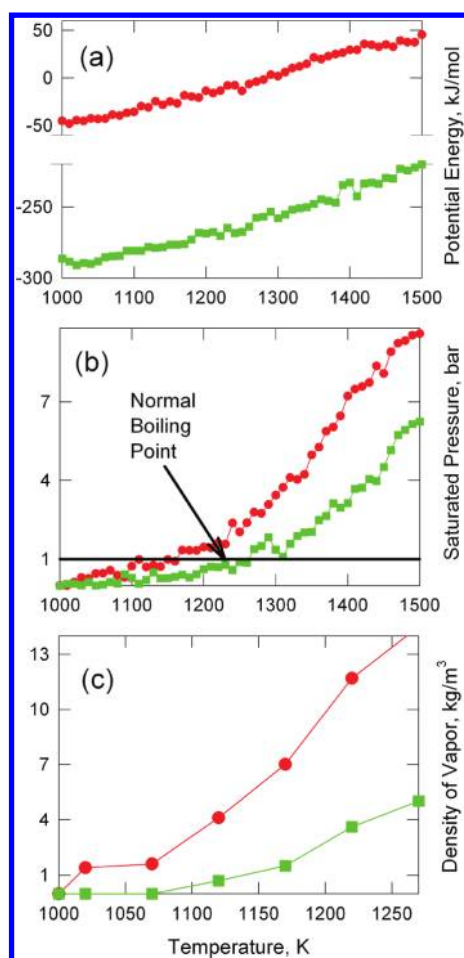 50
(a)
0
-50
-250
-300
1000 1100 1200 1300 1400 1500
Potential Energy, kJ/mol
(b)
7
Normal
Boiling
Point
4
1
1000 1100 1200 1300 1400 1500
Saturated Pressure, bar
13
(c)
10
7
4
1
1000 1050 1100 1150 1200 1250
Density of Vapor, kg/m³
Temperature, K